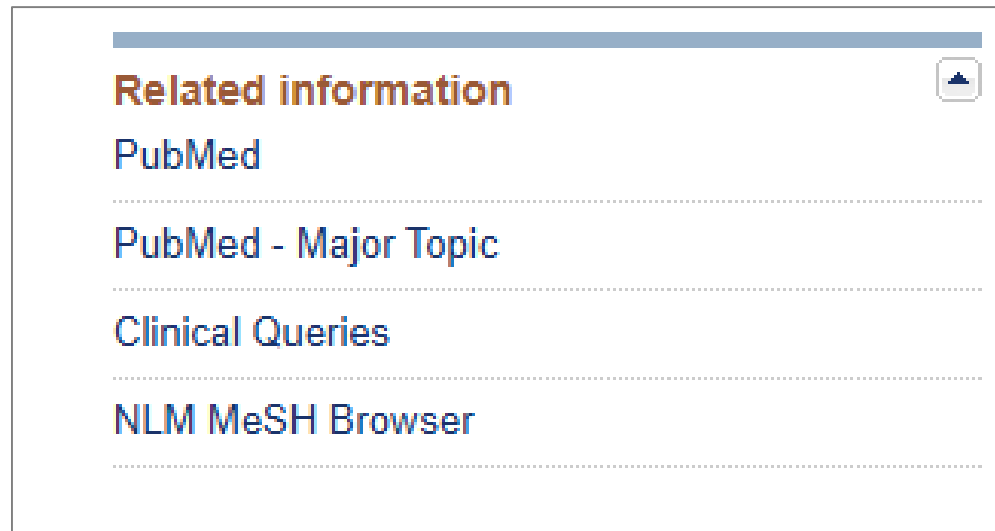 Related information
PubMed
PubMed - Major Topic
Clinical Queries
NLM MeSH Browser